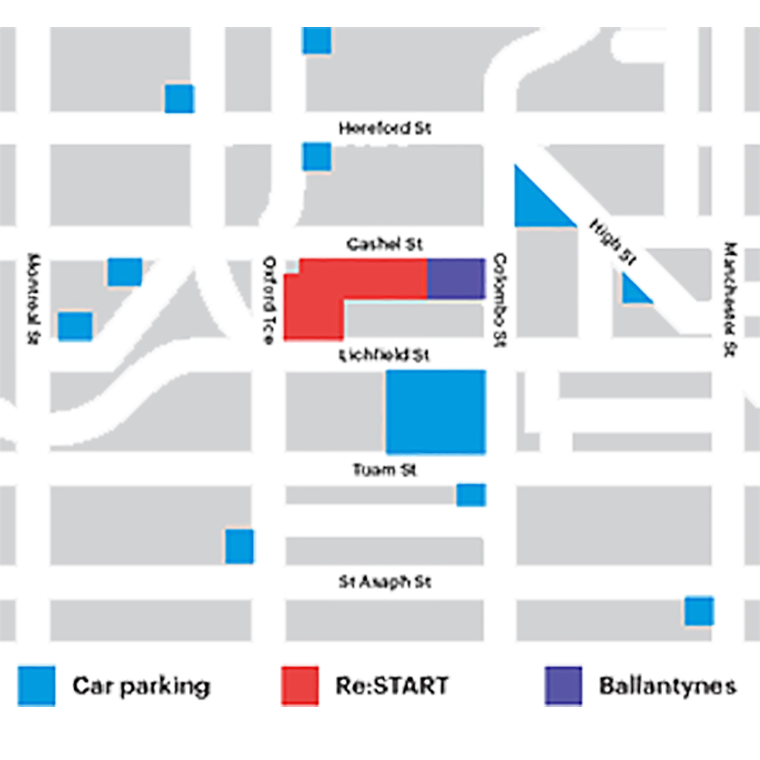 Hereford St
Cashel St
High St
Montreal St
Oxford Tce
Colombo St
Manchester St
Lichfield St
Tuam St
St Asaph St
Car parking
Re:START
Ballantynes